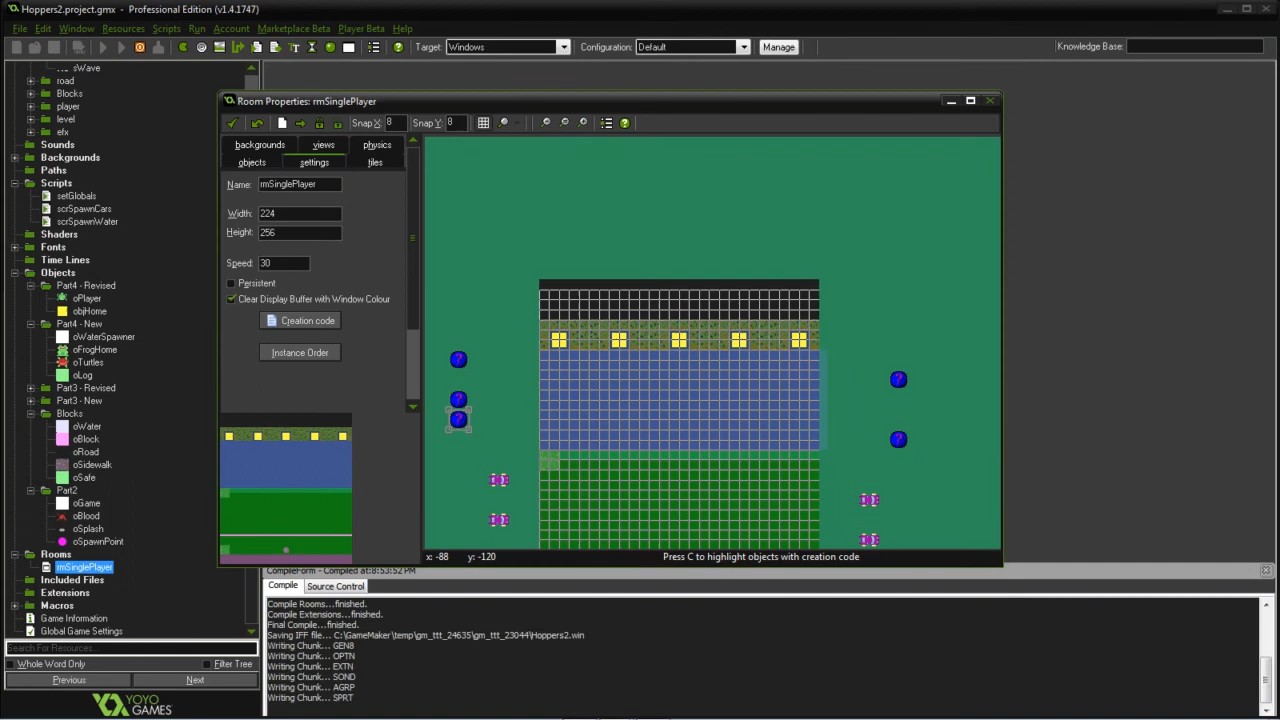 Hoppers2.project.gmx - Professional Edition (v1.4.1747)
File Edit Window Resources Scripts Run Account Marketplace Beta Player Beta Help
Target: Windows Configuration: Default Manage Knowledge Base:
sWave
road
Blocks
player
level
efx
Sounds
Backgrounds
Paths
Scripts
setGlobals
scrSpawnCars
scrSpawnWater
Shaders
Fonts
Time Lines
Objects
Part4 - Revised
oPlayer
objHome
Part4 - New
oWaterSpawner
oFrogHome
oTurtles
oLog
Part3 - Revised
Part3 - New
Blocks
oWater
oBlock
oRoad
oSidewalk
oSafe
Part2
oGame
oBlood
oSplash
oSpawnPoint
Rooms
rmSinglePlayer
Included Files
Extensions
Macros
Game Information
Global Game Settings
Search For Resources...
Whole Word Only Filter Tree
Previous Next
YOYO
GAMES
Room Properties: rmSinglePlayer
Snap X: 8 Snap Y: 8
backgrounds views physics
objects settings tiles
Name: rmSinglePlayer
Width: 224
Height: 256
Speed: 30
Persistent
Clear Display Buffer with Window Colour
Creation code
Instance Order
x: -88 y: -120 Press C to highlight objects with creation code
CompileForm - Compiled at:8:53:52 PM
Compile Source Control
Compile Rooms...finished.
Compile Extensions...finished.
Final Compile...finished.
Saving IFF file... C:\GameMaker\temp\gm_ttt_24635\gm_ttt_23044\Hoppers2.win
Writing Chunk... GEN8
Writing Chunk... OPTN
Writing Chunk... EXTN
Writing Chunk... SOND
Writing Chunk... AGRP
Writing Chunk... SPRT